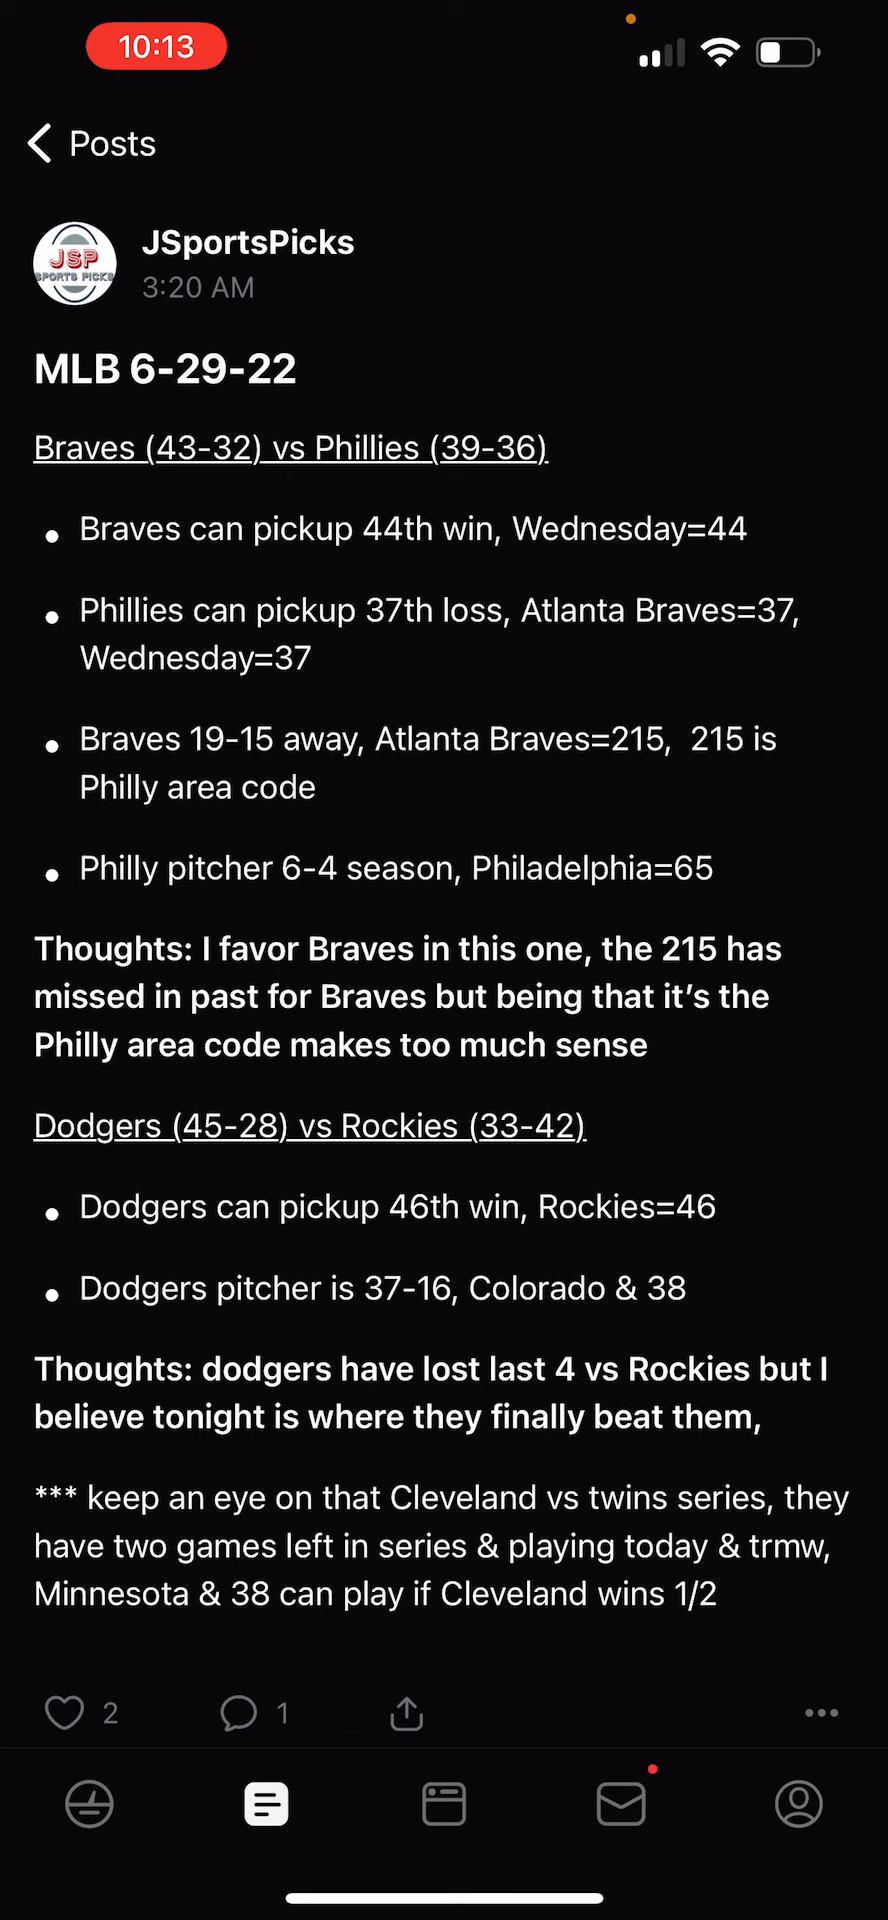 10:13
Posts
JSP
SPORTS PICKS
JSportsPicks
3:20 AM
MLB 6-29-22
Braves (43-32) vs Phillies (39-36)
• Braves can pickup 44th win, Wednesday=44
• Phillies can pickup 37th loss, Atlanta Braves=37,
Wednesday=37
• Braves 19-15 away, Atlanta Braves=215,  215 is
Philly area code
• Philly pitcher 6-4 season, Philadelphia=65
Thoughts: I favor Braves in this one, the 215 has
missed in past for Braves but being that it’s the
Philly area code makes too much sense
Dodgers (45-28) vs Rockies (33-42)
• Dodgers can pickup 46th win, Rockies=46
• Dodgers pitcher is 37-16, Colorado & 38
Thoughts: dodgers have lost last 4 vs Rockies but I
believe tonight is where they finally beat them,
*** keep an eye on that Cleveland vs twins series, they
have two games left in series & playing today & trmw,
Minnesota & 38 can play if Cleveland wins 1/2
2
1